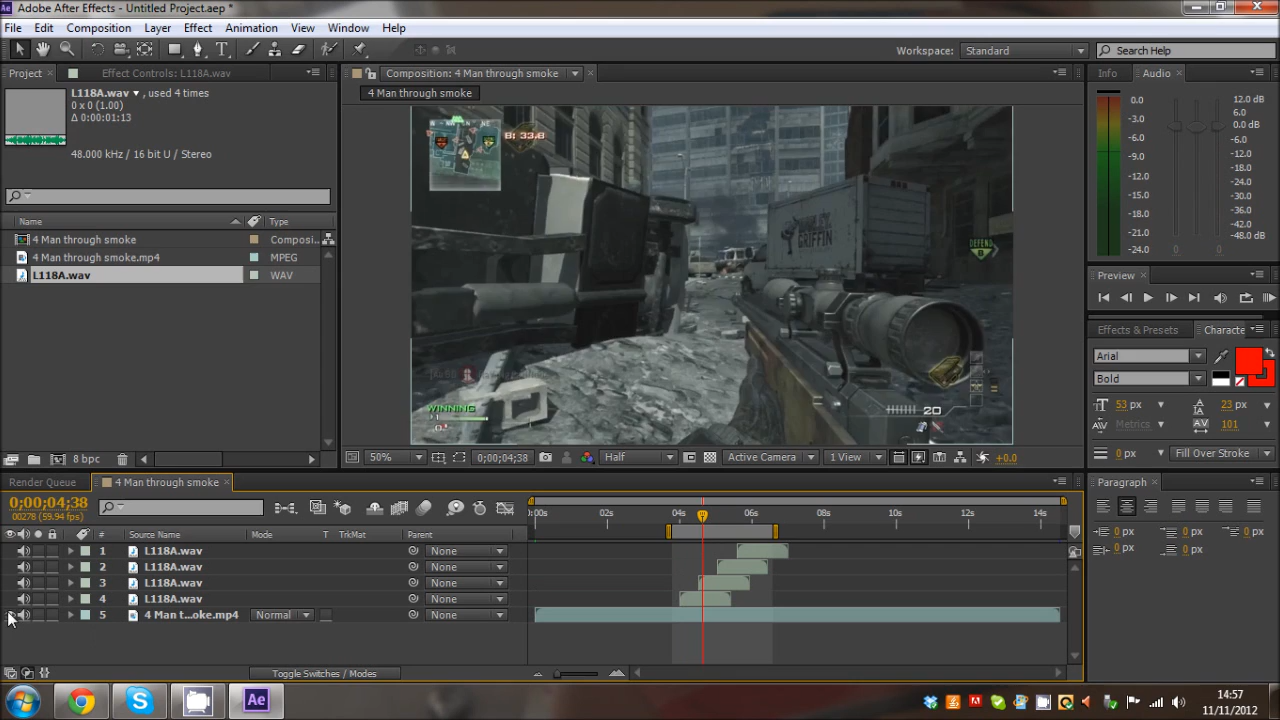 Adobe After Effects - Untitled Project.aep *
File Edit Composition Layer Effect Animation View Window Help
Workspace: Standard Search Help
Project Effect Controls: L118A.wav Composition: 4 Man through smoke Info Audio
L118A.wav , used 4 times
0 x 0 (1.00)
Δ 0:00:01:13
48.000 kHz / 16 bit U / Stereo
4 Man through smoke
Name Type
4 Man through smoke Composi...
4 Man through smoke.mp4 MPEG
L118A.wav WAV
8 bpc
B: 33.8
GRIFFIN
DEFEND
WINNING
20
50% 0;00;04;38 Half Active Camera 1 View +0.0
0.0 12.0 dB
-3.0 6.0
-6.0 0.0 dB
-9.0 -6.0
-12.0 -12.0
-15.0 -18.0
-18.0 -24.0
-21.0 -30.0
-24.0 -36.0
-42.0
-48.0 dB
0 0
Preview
Effects & Presets Characte
Arial
Bold
53 px 23 px
Metrics 101
0 px Fill Over Stroke
Paragraph
0 px 0 px 0 px
0 px 0 px
Render Queue 4 Man through smoke
0;00;04;38
00278 (59.94 fps)
:00s 02s 04s 06s 08s 10s 12s 14s
# Source Name Mode T TrkMat Parent
1 L118A.wav None
2 L118A.wav None
3 L118A.wav None
4 L118A.wav None
5 4 Man t...oke.mp4 Normal None
Toggle Switches / Modes
14:57
11/11/2012